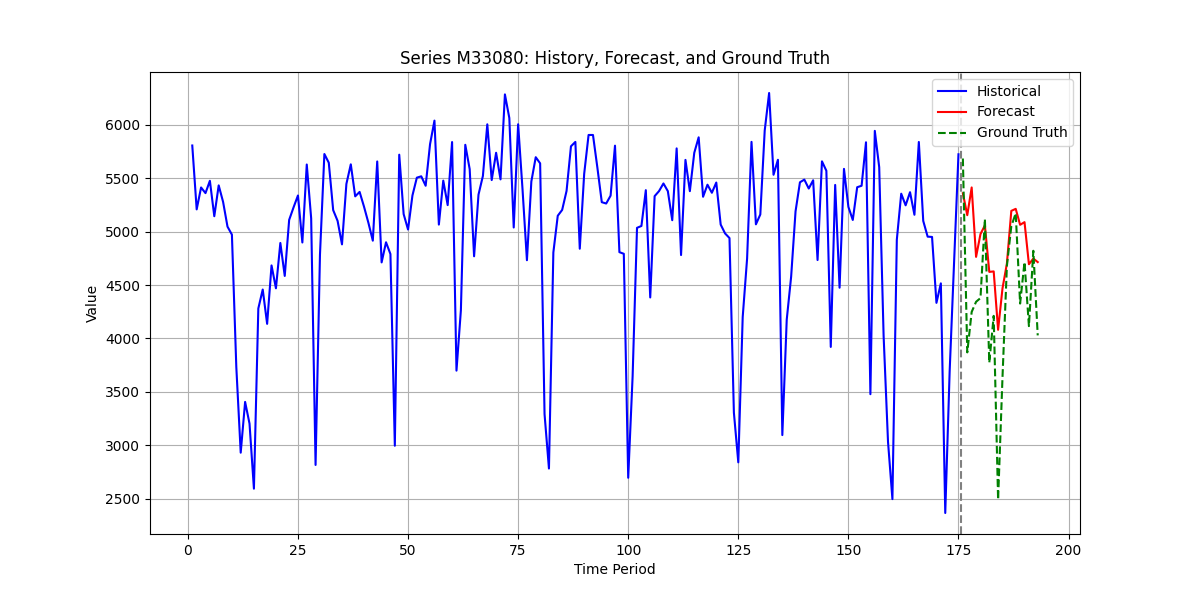 Series M33080: History, Forecast, and Ground Truth
Historical
Forecast
Ground Truth
6000
5500
5000
4500
4000
3500
3000
2500
Value
0 25 50 75 100 125 150 175 200
Time Period